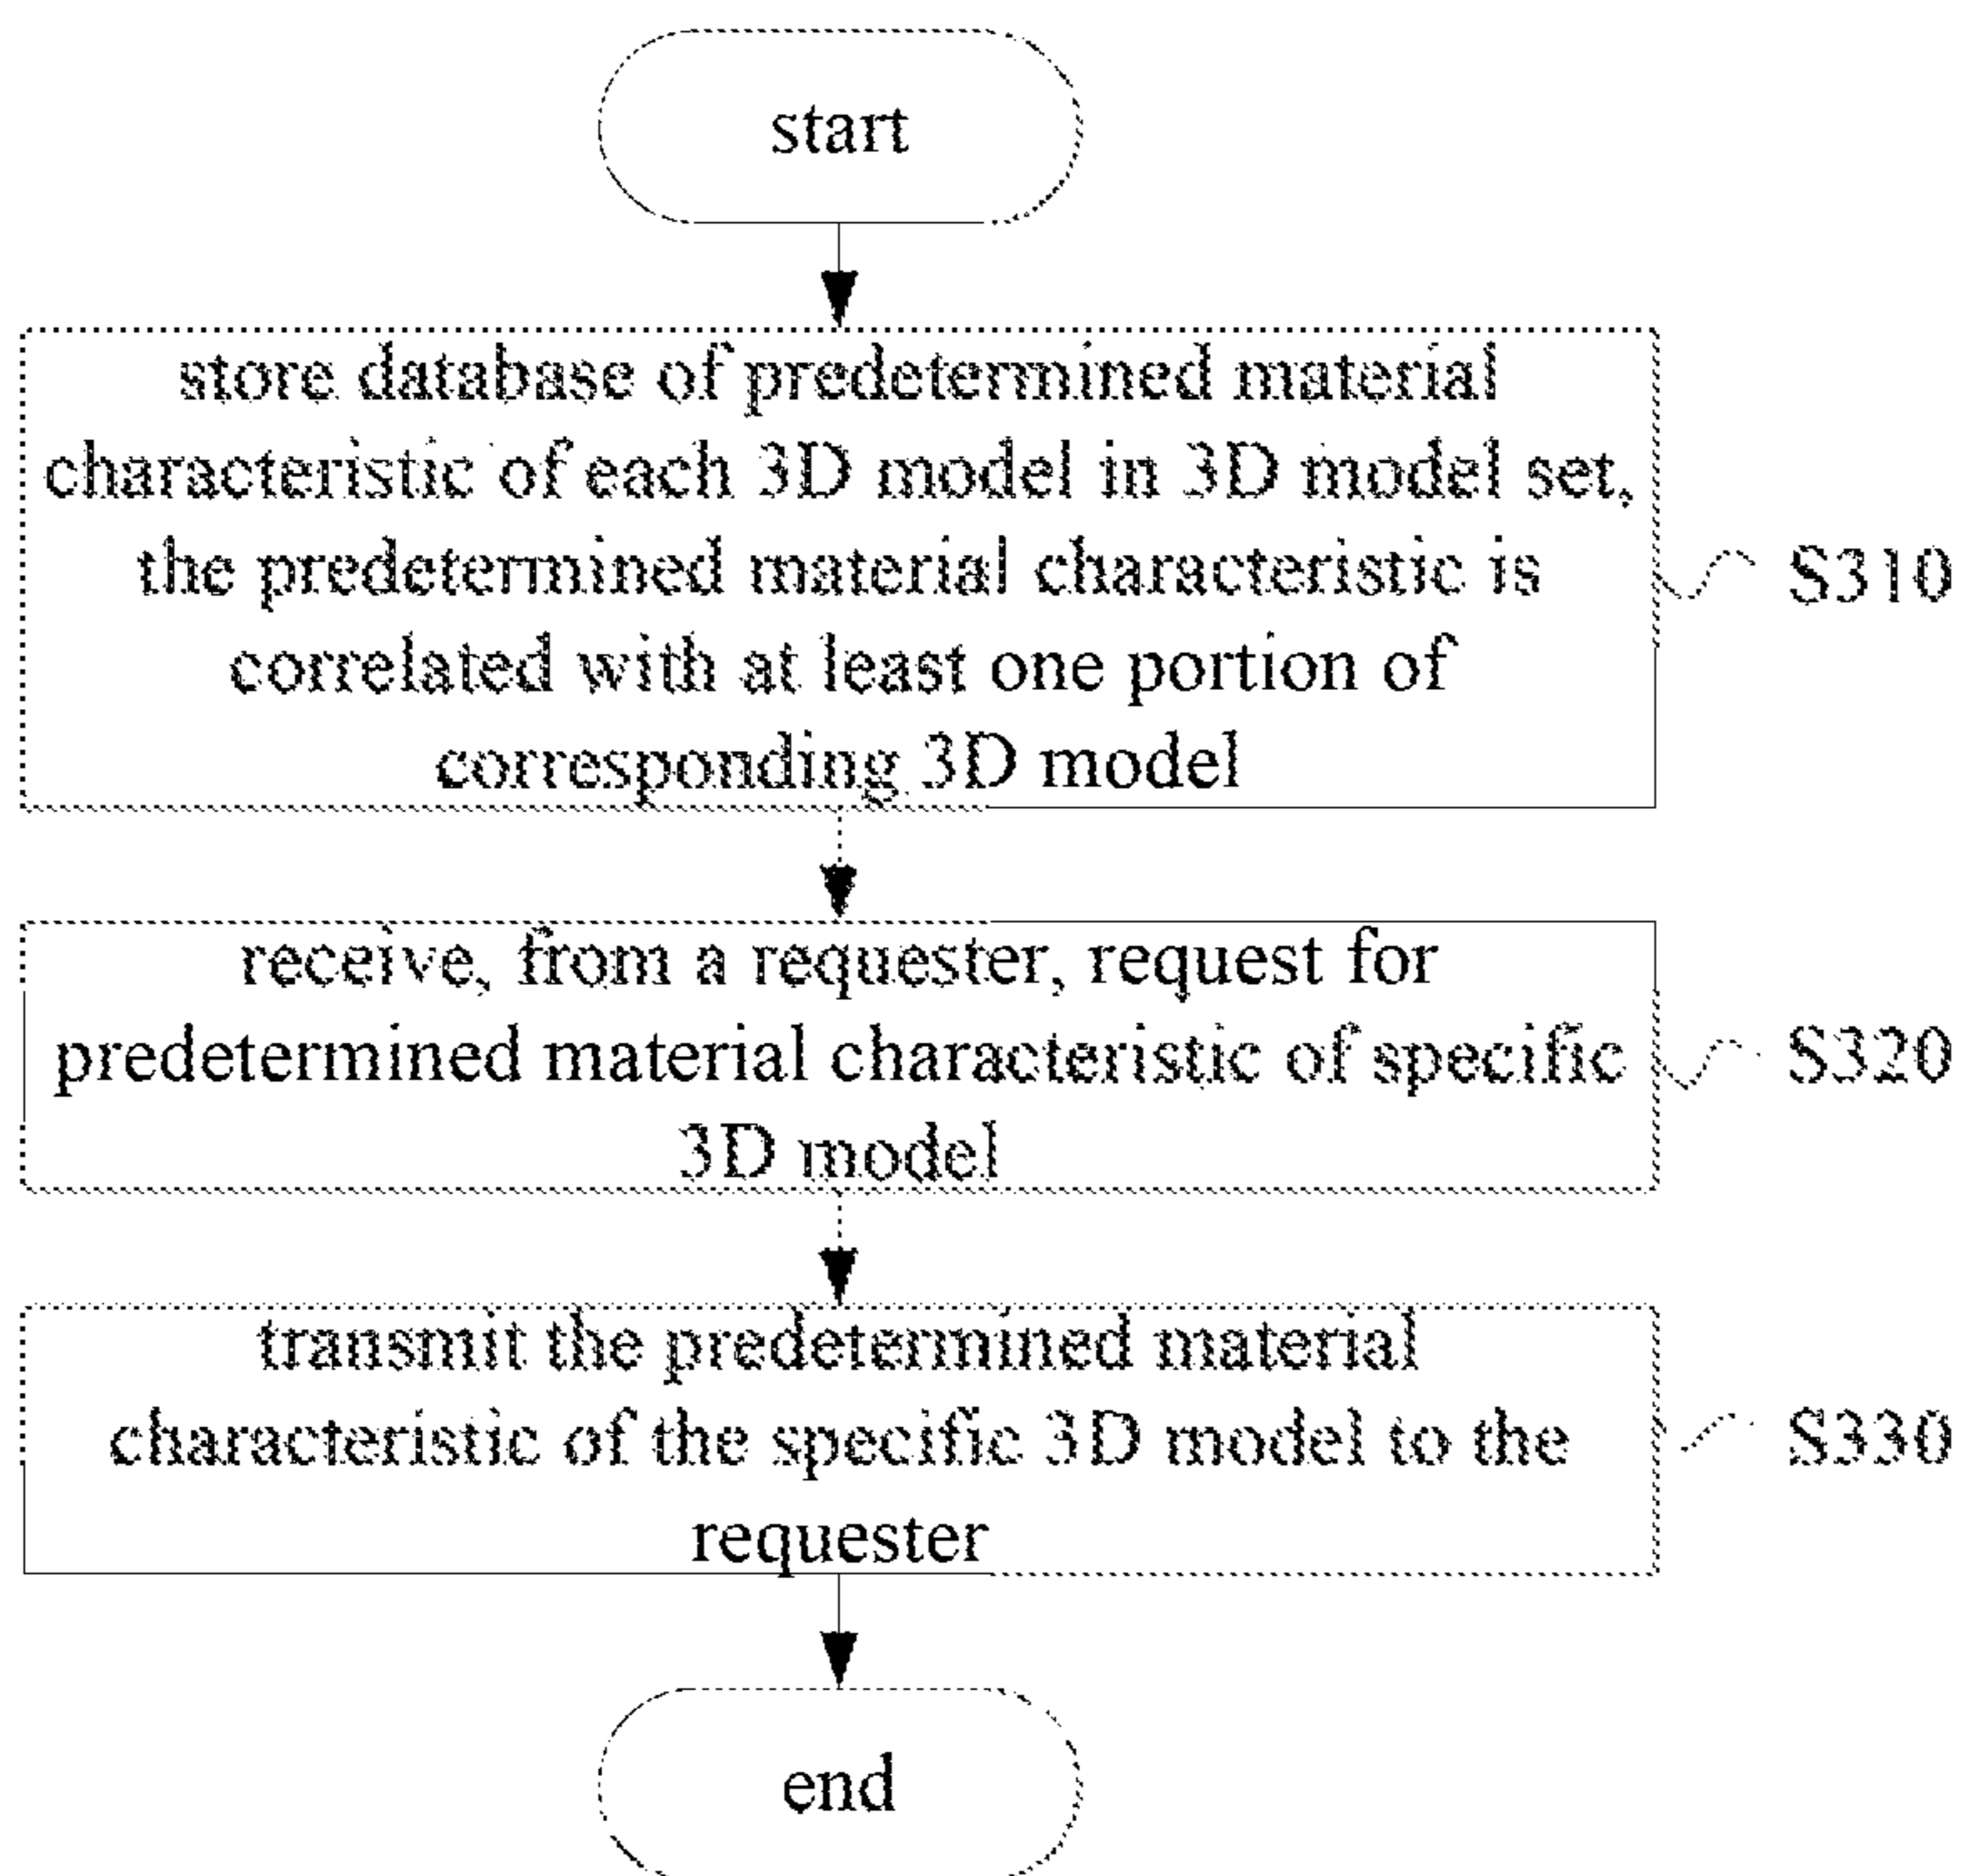 start
store database of predetermined material
characteristic of each 3D model in 3D model set,
the predetermined material characteristic is
correlated with at least one portion of
corresponding 3D model
S310
receive, from a requester, request for
predetermined material characteristic of specific
3D model
S320
transmit the predetermined material
characteristic of the specific 3D model to the
requester
S330
end